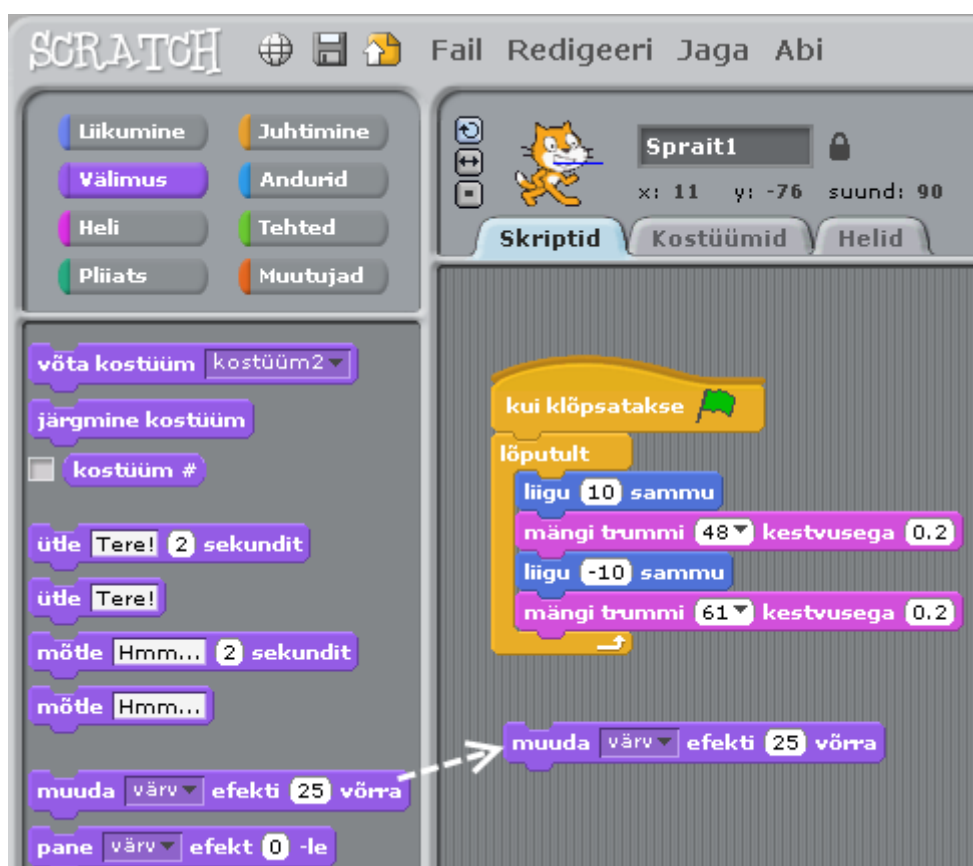 SCRATCH Fail Redigeeri Jaga Abi
Liikumine Juhtimine
Välimus Andurid
Heli Tehted
Pliiats Muutujad
Sprait1
x: 11 y: -76 suund: 90
Skriptid Kostüümid Helid
võta kostüüm kostüüm2
järgmine kostüüm
kostüüm #
ütle Tere! 2 sekundit
ütle Tere!
mõtle Hmm... 2 sekundit
mõtle Hmm...
muuda värv efekti 25 võrra
pane värv efekt 0 -le
kui klõpsatakse
lõputult
liigu 10 sammu
mängi trummi 48 kestvusega 0.2
liigu -10 sammu
mängi trummi 61 kestvusega 0.2
muuda värv efekti 25 võrra